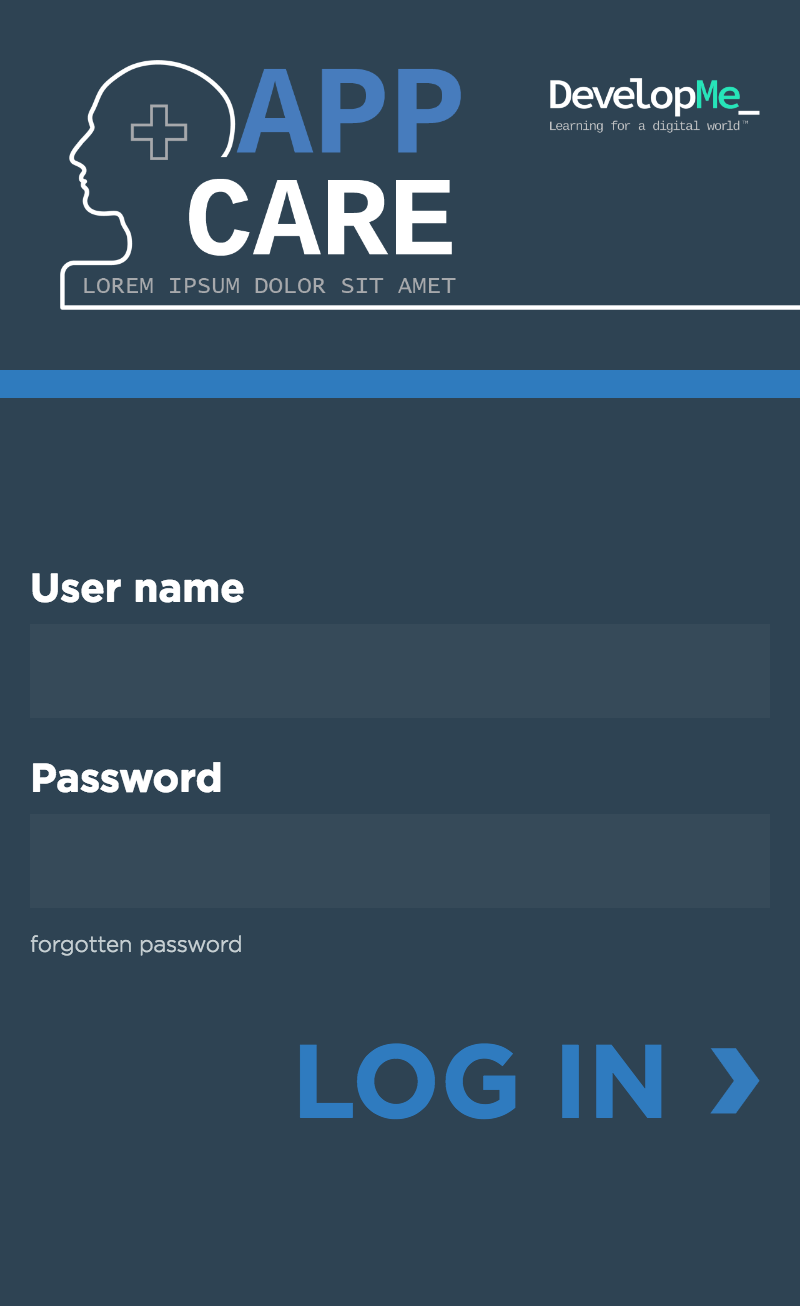 APP
CARE
LOREM IPSUM DOLOR SIT AMET
DevelopMe_
Learning for a digital world™
User name
Password
forgotten password
LOG IN ❯